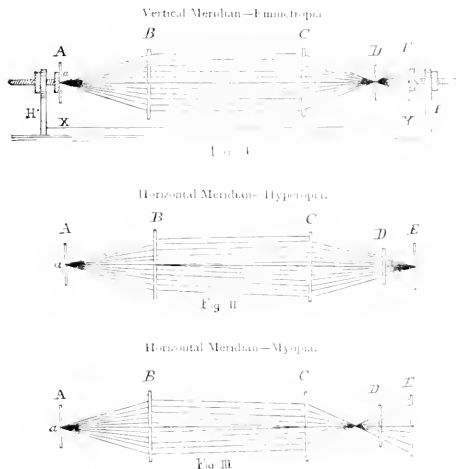 Vertical Meridian—Emmetropia
A B C D
a
H X Y
Horizontal Meridian—Hyperopia.
A B C D E
a
Fig II
Horizontal Meridian—Myopia.
A B C D E
a
Fig III.